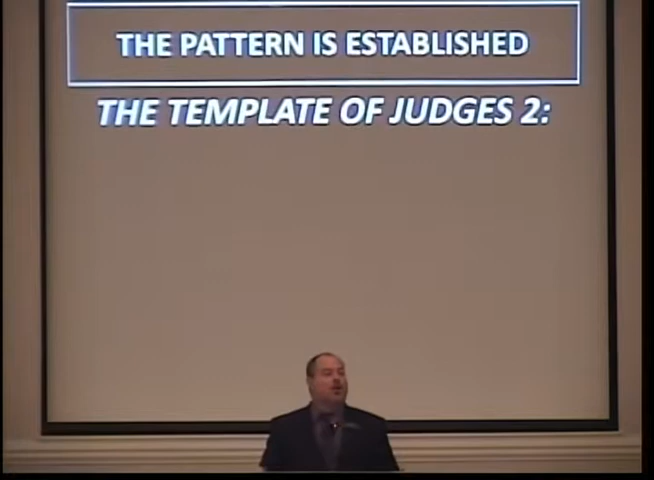 THE PATTERN IS ESTABLISHED
THE TEMPLATE OF JUDGES 2: